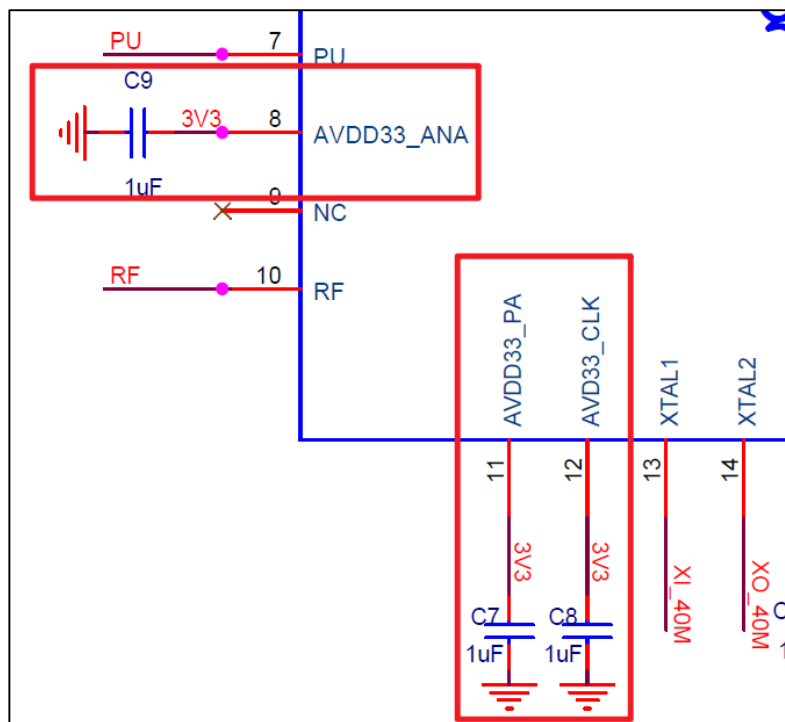 PU 7 PU
C9
3V3 8 AVDD33_ANA
1uF
9 NC
RF 10 RF
AVDD33_PA
AVD33_CLK
XTAL1
XTAL2
11
12
13
14
3V3
3V3
XI_40M
XO_40M
C7
1uF
C8
1uF